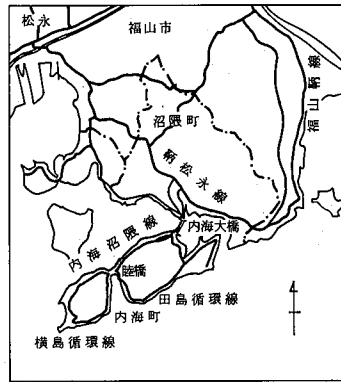 松永
福山市
福山鞆線
沼隈町
鞆松永線
内海大橋
内海沼隈線
睦橋
田島循環線
内海町
横島循環線